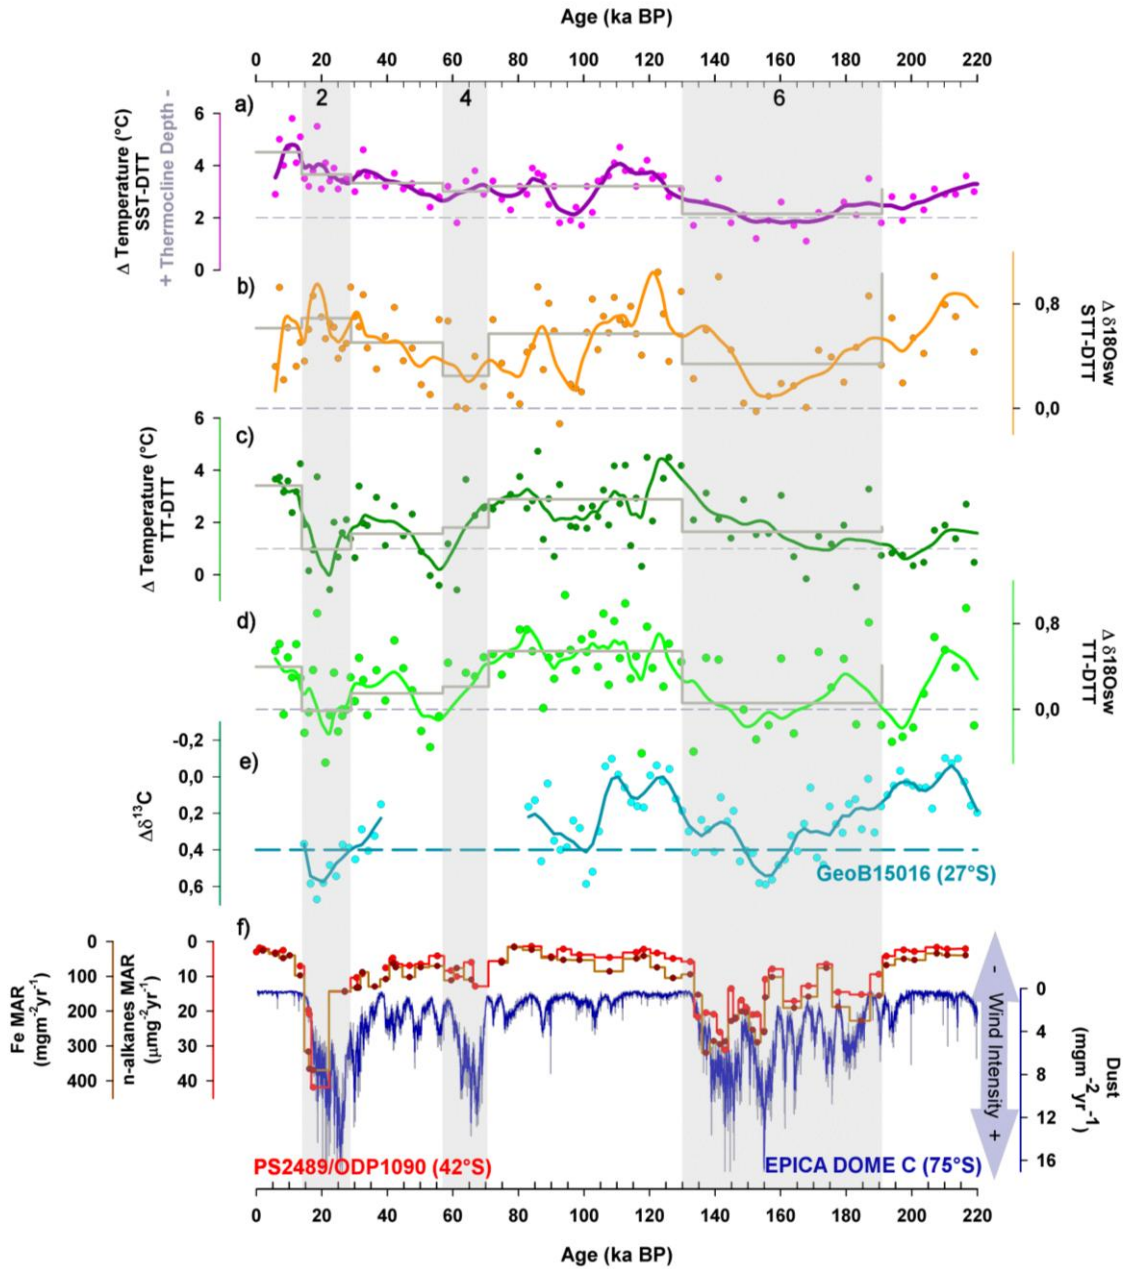 Age (ka BP)
0 20 40 60 80 100 120 140 160 180 200 220
2 4 6
a)
Δ Temperature (°C)
SST-DTT
+ Thermocline Depth -
6
4
2
0
b)
0,8
0,0
Δ δ18Osw
STT-DTT
c)
Δ Temperature (°C)
TT-DTT
6
4
2
0
d)
0,8
0,0
Δ δ18Osw
TT-DTT
e)
Δδ¹³C
-0,2
0,0
0,2
0,4
0,6
GeoB15016 (27°S)
f)
Fe MAR
(mgm⁻²yr⁻¹)
0
100
200
300
400
n-alkanes MAR
(μmg⁻²yr⁻¹)
0
10
20
30
40
- Wind Intensity +
0
4
8
12
16
Dust
(mgm⁻²yr⁻¹)
PS2489/ODP1090 (42°S)
EPICA DOME C (75°S)
0 20 40 60 80 100 120 140 160 180 200 220
Age (ka BP)